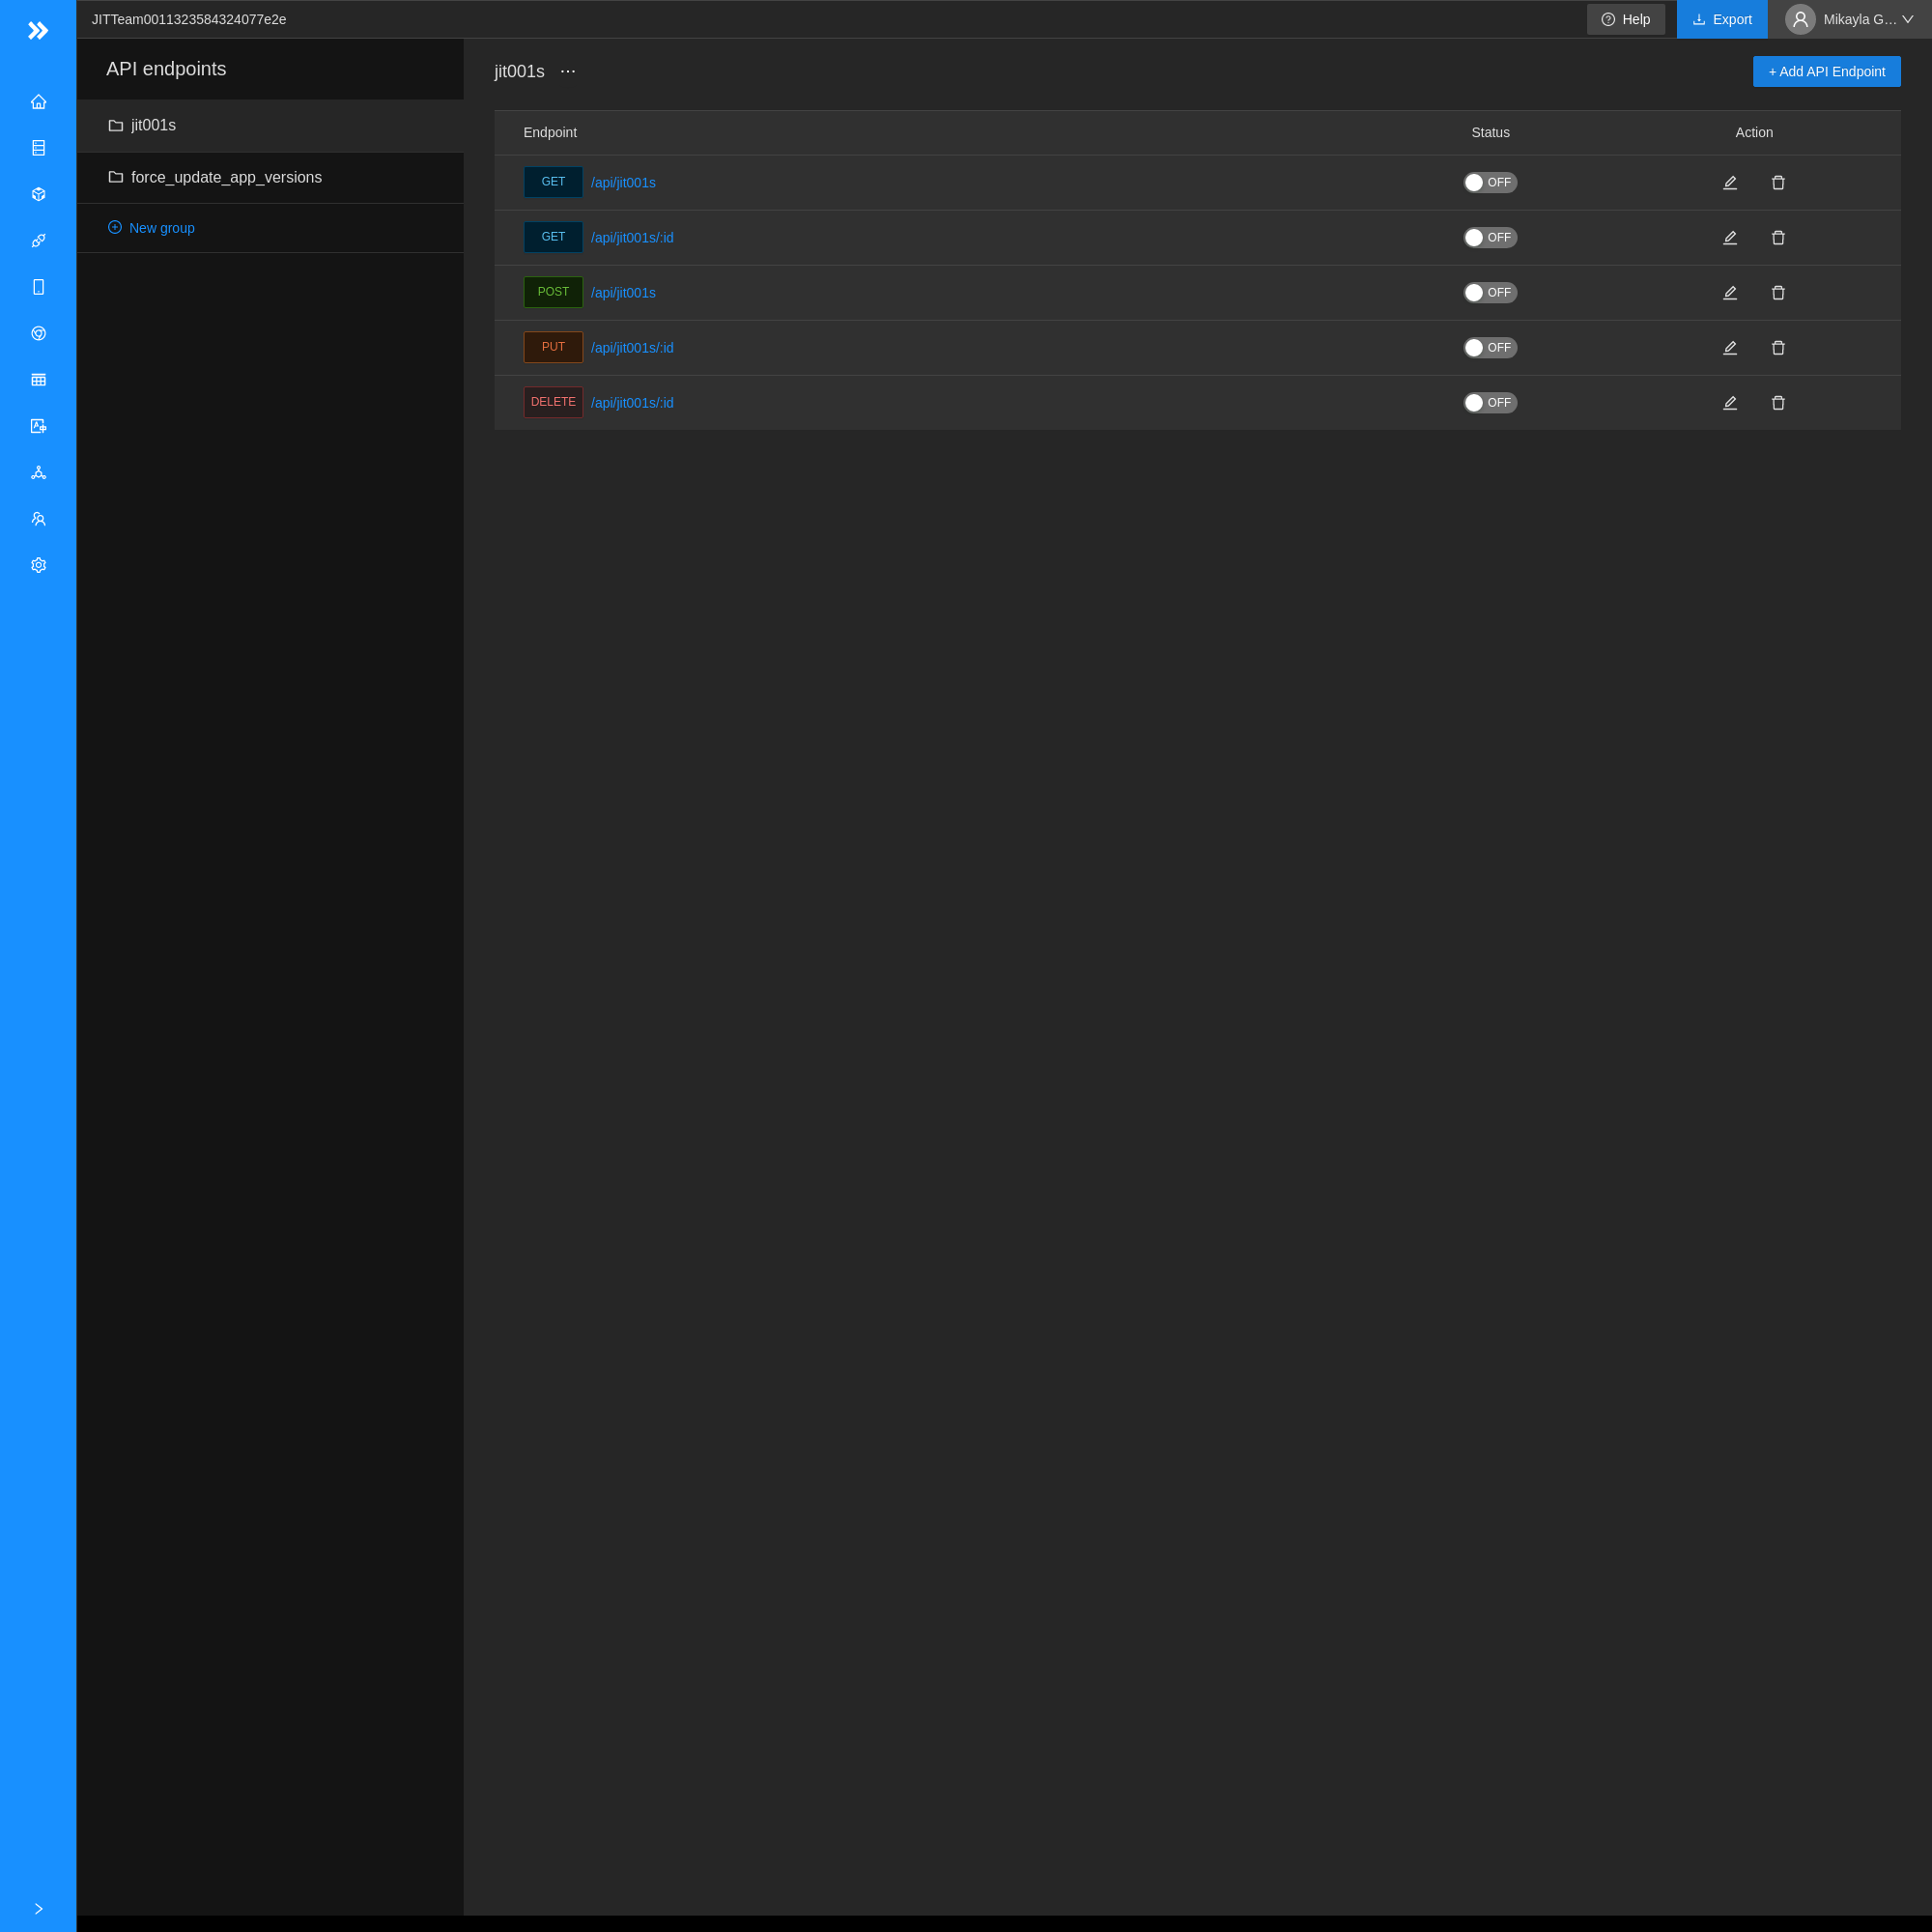 JITTeam0011323584324077e2e
Help
Export
Mikayla G…
API endpoints
jit001s
force_update_app_versions
New group
jit001s ···
+ Add API Endpoint
Endpoint Status Action
GET /api/jit001s OFF
GET /api/jit001s/:id OFF
POST /api/jit001s OFF
PUT /api/jit001s/:id OFF
DELETE /api/jit001s/:id OFF